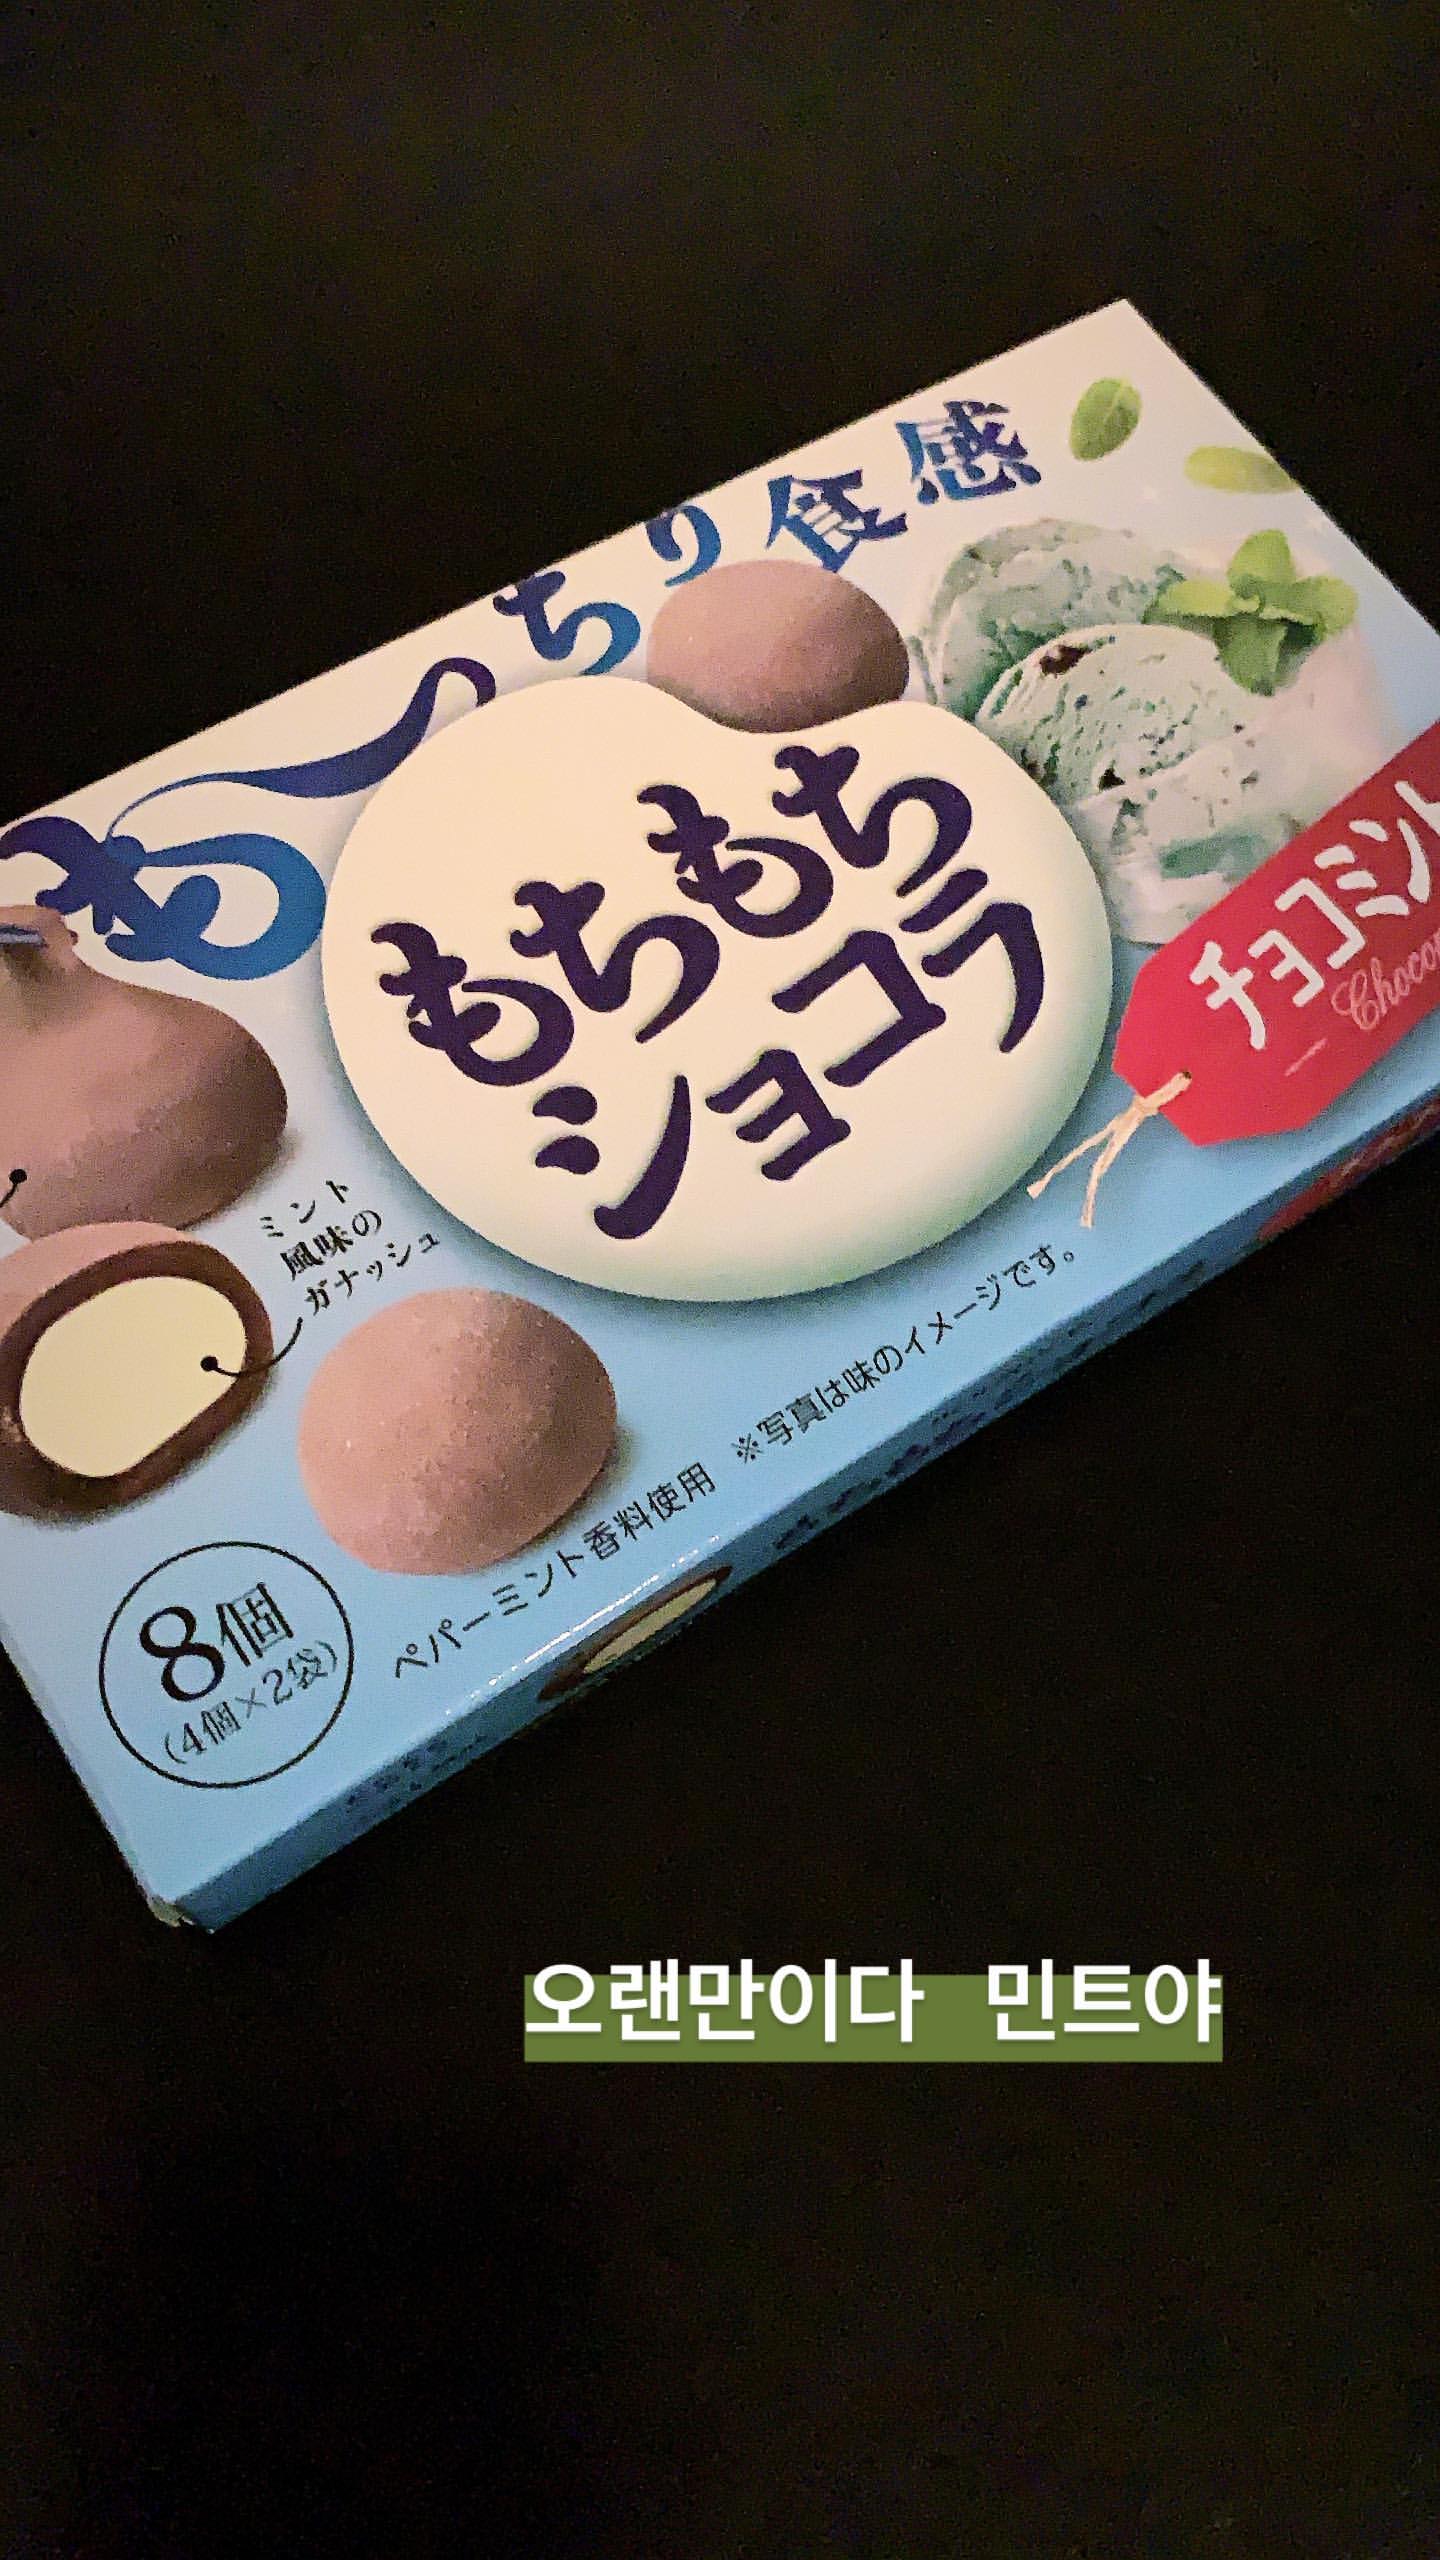 もっちり食感
もちもち
ショコラ
チョコミント
ミント
風味の
ガナッシュ
8個
(4個×2袋)
ペパーミント香料使用 ※写真は味のイメージです。
오랜만이다 민트야